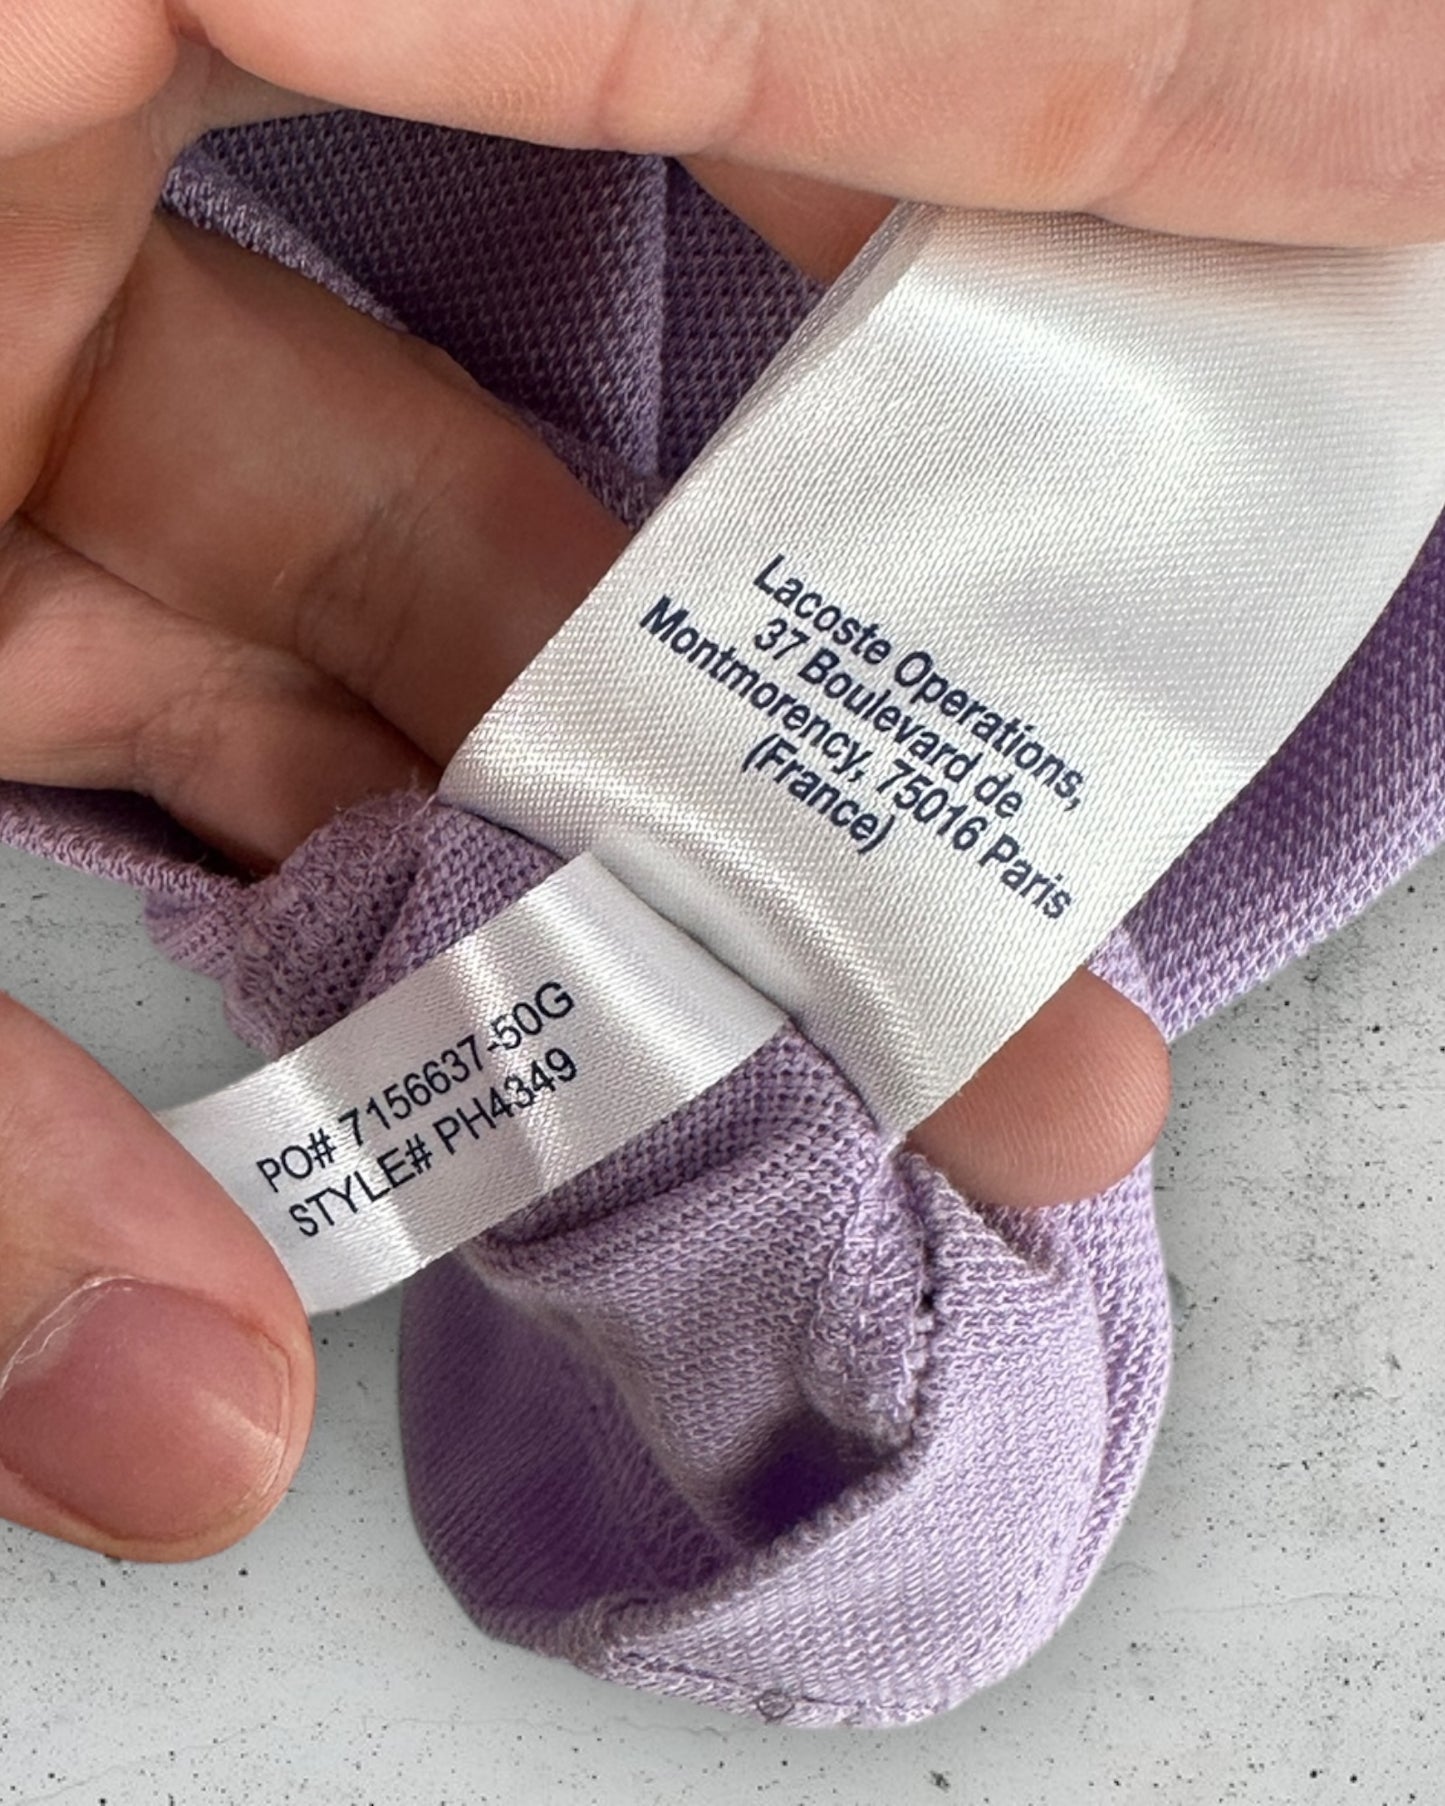 Lacoste Operations,
37 Boulevard de
Montmorency, 75016 Paris
(France)
PO# 7156637-50G
STYLE# PH4349